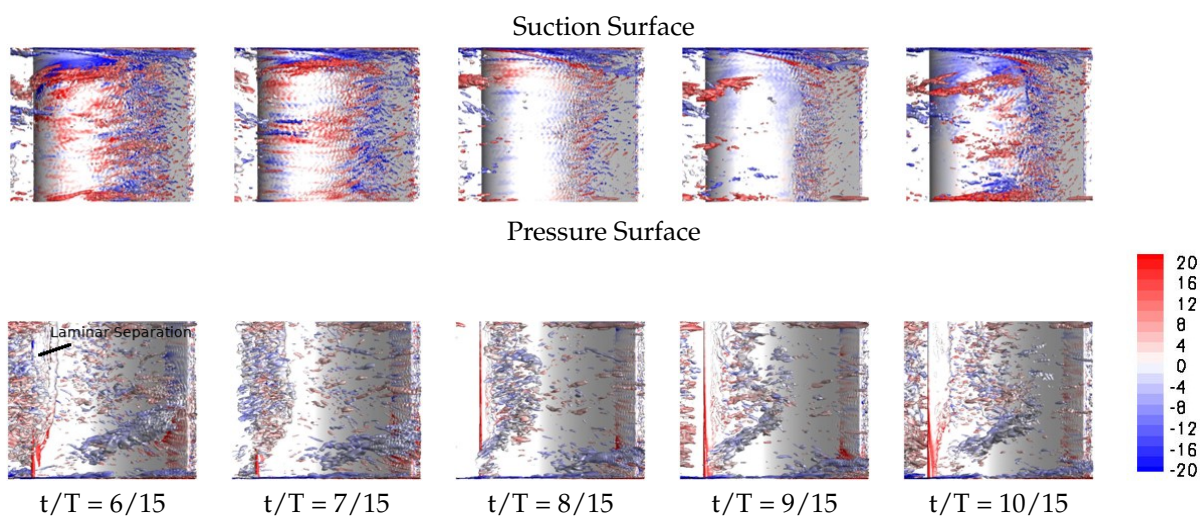 Suction Surface
Pressure Surface
Laminar Separation
20
16
12
8
4
0
-4
-8
-12
-16
-20
t/T = 6/15
t/T = 7/15
t/T = 8/15
t/T = 9/15
t/T = 10/15